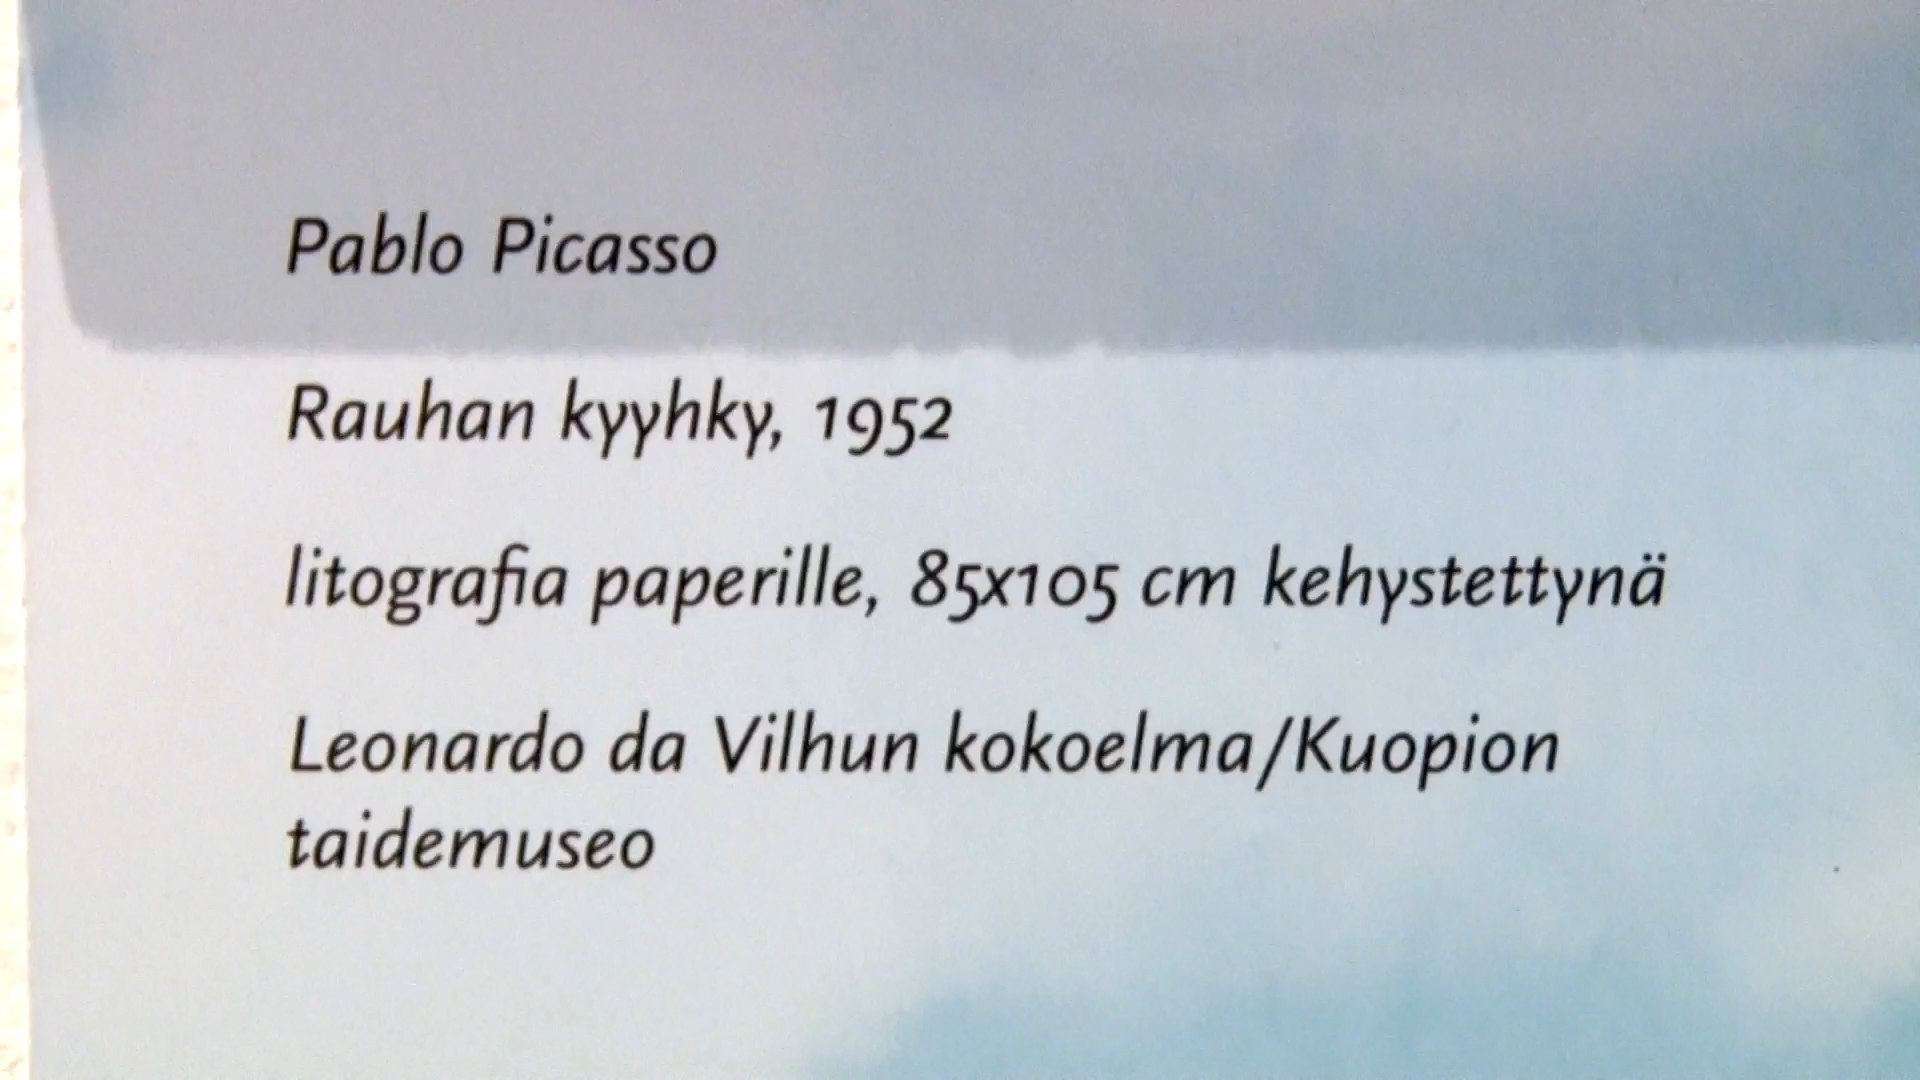 Pablo Picasso
Rauhan kyyhky, 1952
litografia paperille, 85x105 cm kehystettynä
Leonardo da Vilhun kokoelma/Kuopion
taidemuseo